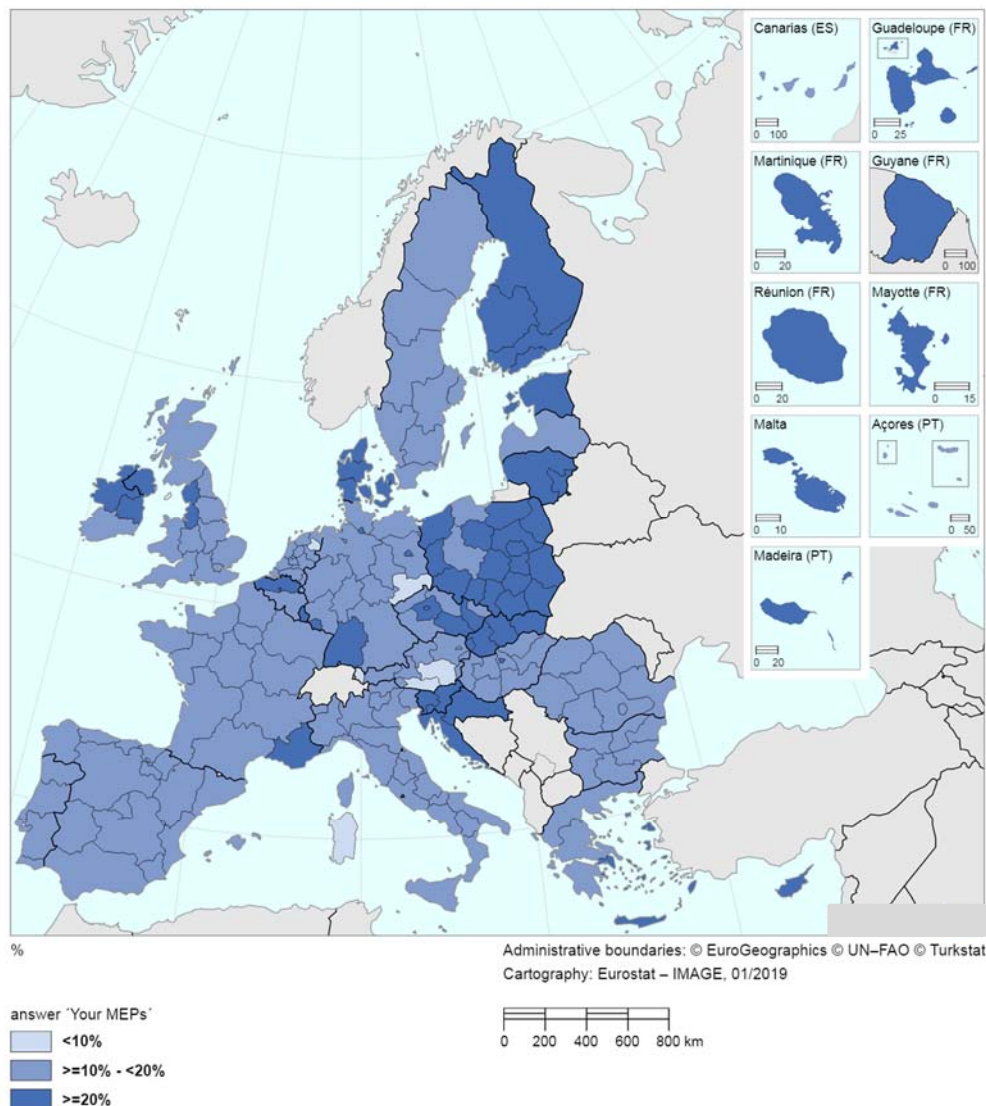 Canarias (ES)
0 100
Guadeloupe (FR)
0 25
Martinique (FR)
0 20
Guyane (FR)
0 100
Réunion (FR)
0 20
Mayotte (FR)
0 15
Malta
0 10
Açores (PT)
0 50
Madeira (PT)
0 20
%
Administrative boundaries: © EuroGeographics © UN–FAO © Turkstat
Cartography: Eurostat – IMAGE, 01/2019
answer ´Your MEPs´
<10%
>=10% - <20%
>=20%
0 200 400 600 800 km